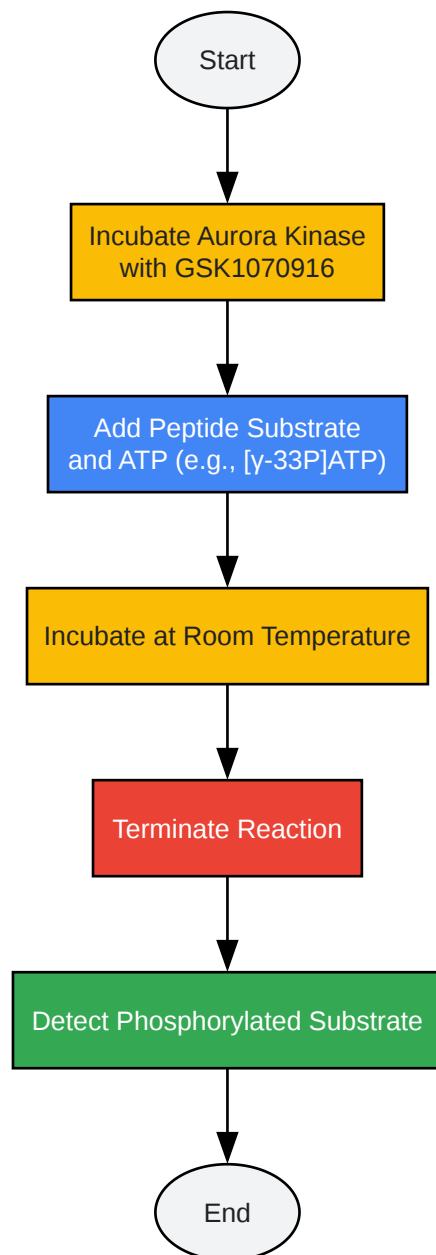 Start
Incubate Aurora Kinase
with GSK1070916
Add Peptide Substrate
and ATP (e.g., [γ-33P]ATP)
Incubate at Room Temperature
Terminate Reaction
Detect Phosphorylated Substrate
End